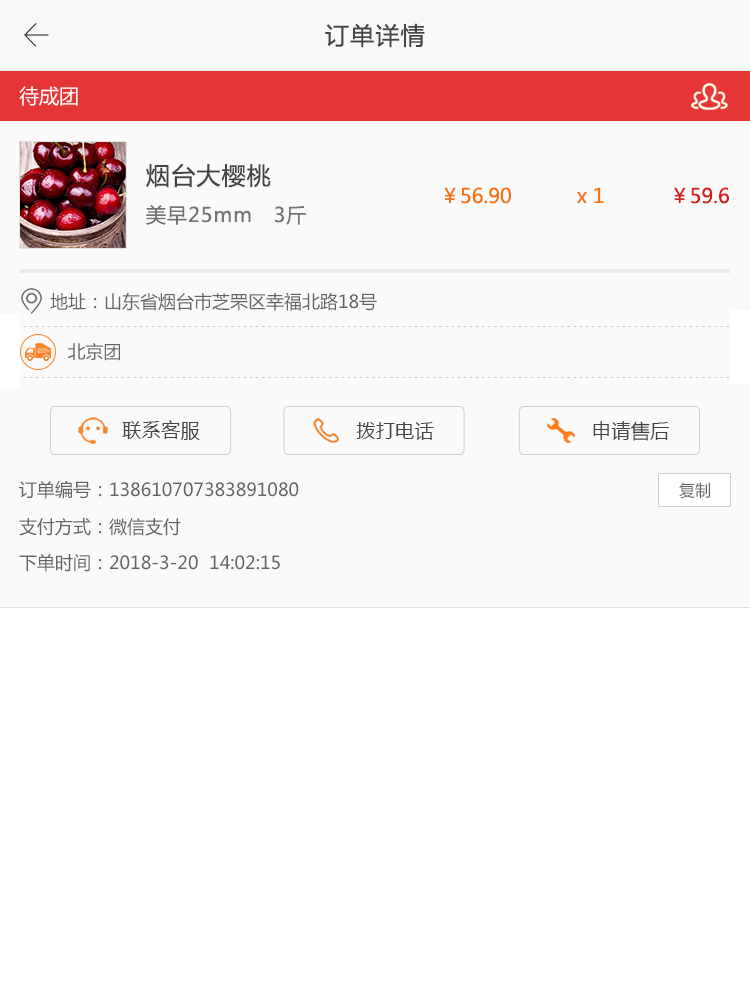 订单详情
待成团
烟台大樱桃
美早25mm 3斤
¥56.90 x 1 ¥59.6
地址：山东省烟台市芝罘区幸福北路18号
北京团
联系客服 拨打电话 申请售后
订单编号：138610707383891080 复制
支付方式：微信支付
下单时间：2018-3-20 14:02:15